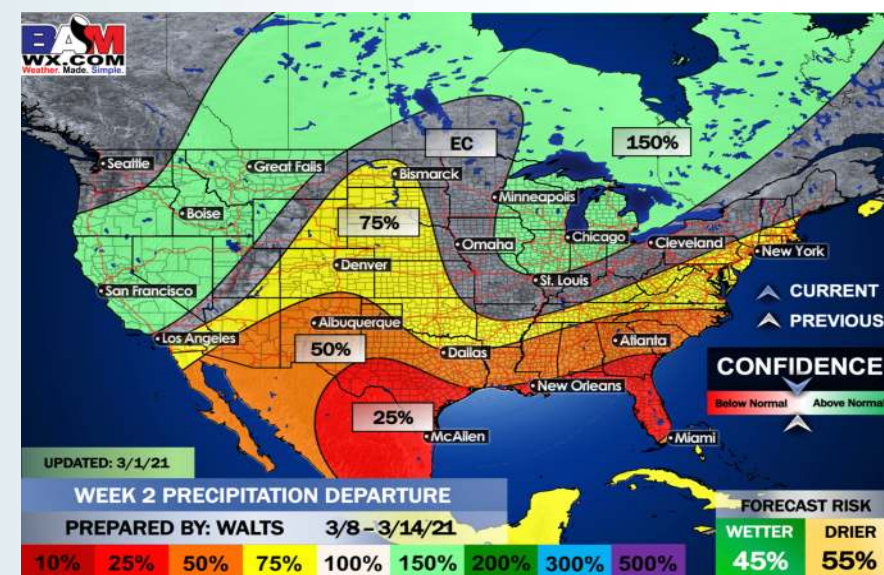 BAM
WX.COM
Weather. Made. Simple.
EC
150%
Seattle
Great Falls
Bismarck
Minneapolis
Boise
75%
Omaha
Chicago
Cleveland
New York
Denver
St. Louis
San Francisco
CURRENT
PREVIOUS
Los Angeles
Albuquerque
50%
Dallas
Atlanta
CONFIDENCE
Below Normal
Above Normal
New Orleans
25%
McAllen
Miami
UPDATED: 3/1/21
WEEK 2 PRECIPITATION DEPARTURE
PREPARED BY: WALTS 3/8 – 3/14/21
FORECAST RISK
WETTER DRIER
45% 55%
10% 25% 50% 75% 100% 150% 200% 300% 500%